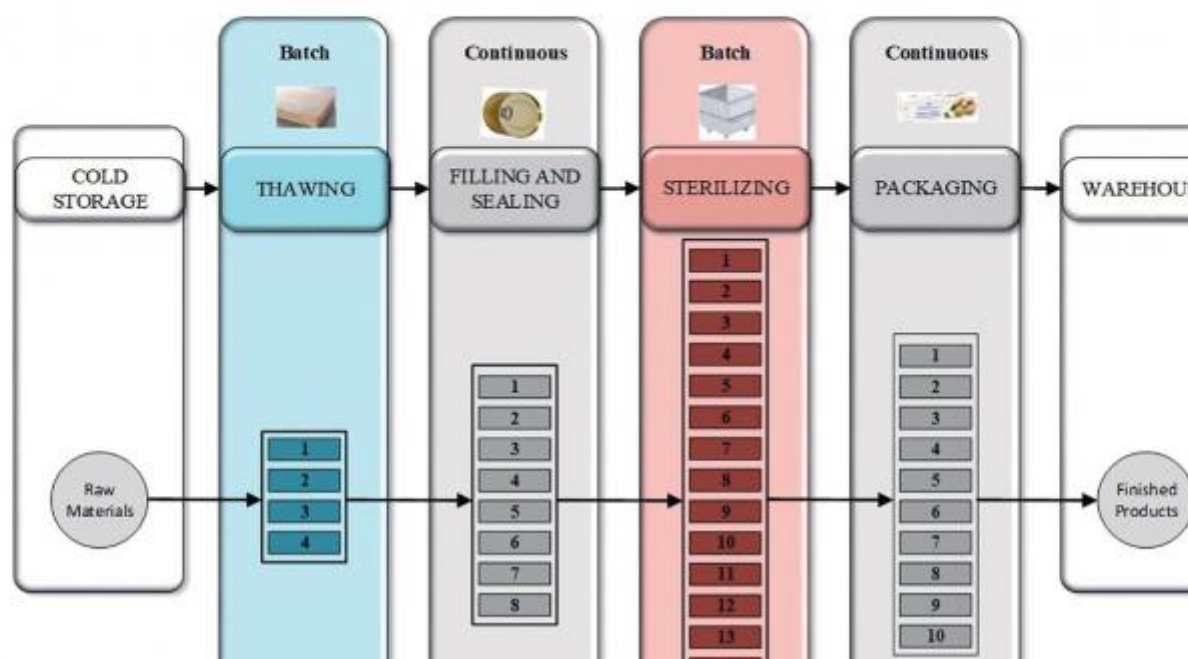 Batch
Continuous
Batch
Continuous
COLD
STORAGE
THAWING
FILLING AND
SEALING
STERILIZING
PACKAGING
WAREHOU
1
2
3
4
1
2
3
4
5
6
7
8
1
2
3
4
5
6
7
8
9
10
11
12
13
1
2
3
4
5
6
7
8
9
10
Raw
Materials
Finished
Products